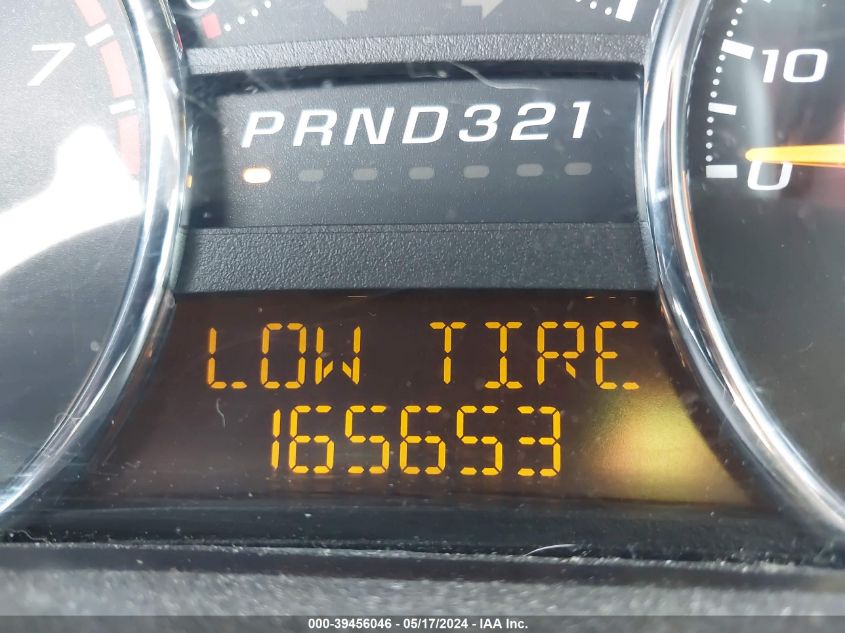 7
10
PRND321
0
LOW TIRE
165653
000-39456046 - 05/17/2024 - IAA Inc.